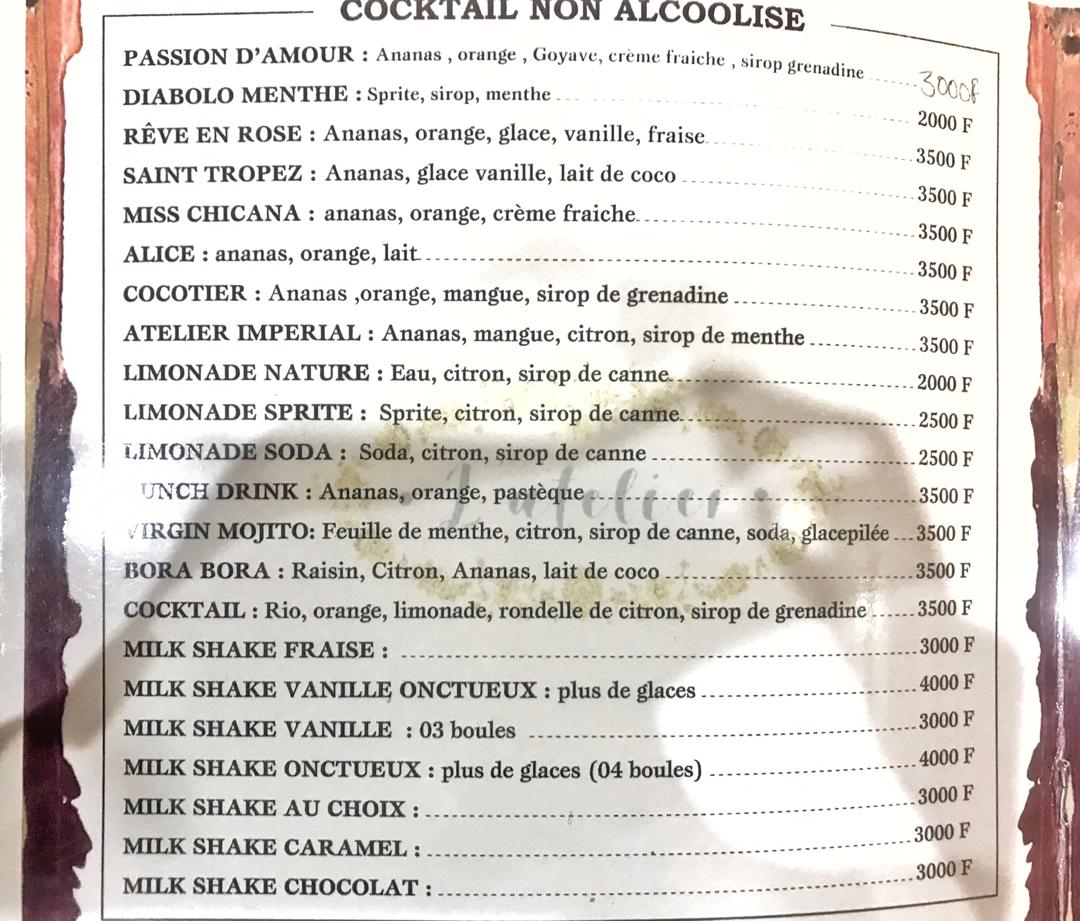 COCKTAIL NON ALCOOLISE
PASSION D'AMOUR : Ananas , orange , Goyave, crème fraiche , sirop grenadine 3000f
DIABOLO MENTHE : Sprite, sirop, menthe 2000 F
RÊVE EN ROSE : Ananas, orange, glace, vanille, fraise 3500 F
SAINT TROPEZ : Ananas, glace vanille, lait de coco 3500 F
MISS CHICANA : ananas, orange, crème fraiche 3500 F
ALICE : ananas, orange, lait 3500 F
COCOTIER : Ananas ,orange, mangue, sirop de grenadine 3500 F
ATELIER IMPERIAL : Ananas, mangue, citron, sirop de menthe 3500 F
LIMONADE NATURE : Eau, citron, sirop de canne 2000 F
LIMONADE SPRITE : Sprite, citron, sirop de canne 2500 F
LIMONADE SODA : Soda, citron, sirop de canne 2500 F
UNCH DRINK : Ananas, orange, pastèque 3500 F
L'atelier
VIRGIN MOJITO: Feuille de menthe, citron, sirop de canne, soda, glacepilée 3500 F
BORA BORA : Raisin, Citron, Ananas, lait de coco 3500 F
COCKTAIL : Rio, orange, limonade, rondelle de citron, sirop de grenadine 3500 F
MILK SHAKE FRAISE : 3000 F
MILK SHAKE VANILLE ONCTUEUX : plus de glaces 4000 F
MILK SHAKE VANILLE : 03 boules 3000 F
MILK SHAKE ONCTUEUX : plus de glaces (04 boules) 4000 F
MILK SHAKE AU CHOIX : 3000 F
MILK SHAKE CARAMEL : 3000 F
MILK SHAKE CHOCOLAT : 3000 F